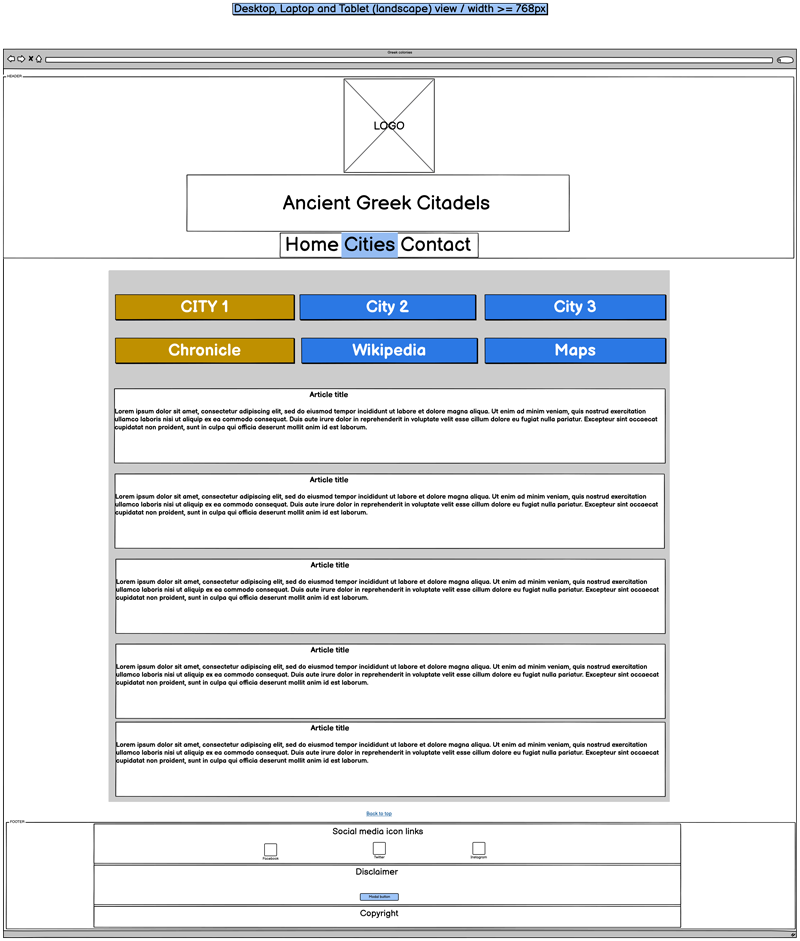 Desktop, Laptop and Tablet (landscape) view / width >= 768px
Greek colonies
HEADER
LOGO
Ancient Greek Citadels
Home Cities Contact
CITY 1 City 2 City 3
Chronicle Wikipedia Maps
Article title
Lorem ipsum dolor sit amet, consectetur adipiscing elit, sed do eiusmod tempor incididunt ut labore et dolore magna aliqua. Ut enim ad minim veniam, quis nostrud exercitation
ullamco laboris nisi ut aliquip ex ea commodo consequat. Duis aute irure dolor in reprehenderit in voluptate velit esse cillum dolore eu fugiat nulla pariatur. Excepteur sint occaecat
cupidatat non proident, sunt in culpa qui officia deserunt mollit anim id est laborum.
Article title
Lorem ipsum dolor sit amet, consectetur adipiscing elit, sed do eiusmod tempor incididunt ut labore et dolore magna aliqua. Ut enim ad minim veniam, quis nostrud exercitation
ullamco laboris nisi ut aliquip ex ea commodo consequat. Duis aute irure dolor in reprehenderit in voluptate velit esse cillum dolore eu fugiat nulla pariatur. Excepteur sint occaecat
cupidatat non proident, sunt in culpa qui officia deserunt mollit anim id est laborum.
Article title
Lorem ipsum dolor sit amet, consectetur adipiscing elit, sed do eiusmod tempor incididunt ut labore et dolore magna aliqua. Ut enim ad minim veniam, quis nostrud exercitation
ullamco laboris nisi ut aliquip ex ea commodo consequat. Duis aute irure dolor in reprehenderit in voluptate velit esse cillum dolore eu fugiat nulla pariatur. Excepteur sint occaecat
cupidatat non proident, sunt in culpa qui officia deserunt mollit anim id est laborum.
Article title
Lorem ipsum dolor sit amet, consectetur adipiscing elit, sed do eiusmod tempor incididunt ut labore et dolore magna aliqua. Ut enim ad minim veniam, quis nostrud exercitation
ullamco laboris nisi ut aliquip ex ea commodo consequat. Duis aute irure dolor in reprehenderit in voluptate velit esse cillum dolore eu fugiat nulla pariatur. Excepteur sint occaecat
cupidatat non proident, sunt in culpa qui officia deserunt mollit anim id est laborum.
Article title
Lorem ipsum dolor sit amet, consectetur adipiscing elit, sed do eiusmod tempor incididunt ut labore et dolore magna aliqua. Ut enim ad minim veniam, quis nostrud exercitation
ullamco laboris nisi ut aliquip ex ea commodo consequat. Duis aute irure dolor in reprehenderit in voluptate velit esse cillum dolore eu fugiat nulla pariatur. Excepteur sint occaecat
cupidatat non proident, sunt in culpa qui officia deserunt mollit anim id est laborum.
Back to top
FOOTER
Social media icon links
Facebook Twitter Instagram
Disclaimer
Modal button
Copyright